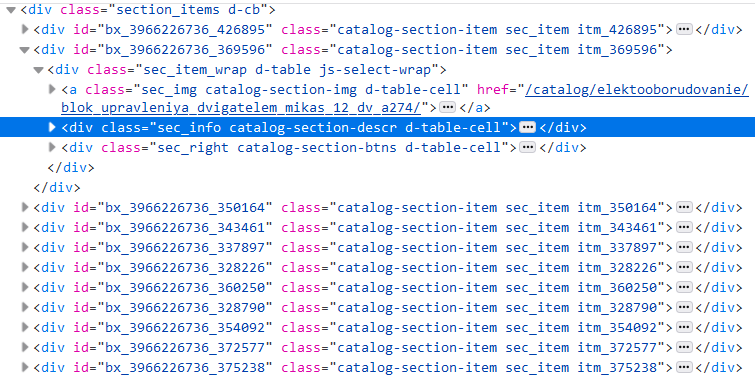 <div class="section_items d-cb">
<div id="bx_3966226736_426895" class="catalog-section-item sec_item itm_426895"></div>
<div id="bx_3966226736_369596" class="catalog-section-item sec_item itm_369596">
<div class="sec_item_wrap d-table js-select-wrap">
<a class="sec_img catalog-section-img d-table-cell" href="/catalog/elektooborudovanie/
blok_upravleniya_dvigatelem_mikas_12_dv_a274/"></a>
<div class="sec_info catalog-section-descr d-table-cell"></div>
<div class="sec_right catalog-section-btns d-table-cell"></div>
</div>
</div>
<div id="bx_3966226736_350164" class="catalog-section-item sec_item itm_350164"></div>
<div id="bx_3966226736_343461" class="catalog-section-item sec_item itm_343461"></div>
<div id="bx_3966226736_337897" class="catalog-section-item sec_item itm_337897"></div>
<div id="bx_3966226736_328226" class="catalog-section-item sec_item itm_328226"></div>
<div id="bx_3966226736_360250" class="catalog-section-item sec_item itm_360250"></div>
<div id="bx_3966226736_328790" class="catalog-section-item sec_item itm_328790"></div>
<div id="bx_3966226736_354092" class="catalog-section-item sec_item itm_354092"></div>
<div id="bx_3966226736_372577" class="catalog-section-item sec_item itm_372577"></div>
<div id="bx_3966226736_375238" class="catalog-section-item sec_item itm_375238"></div>